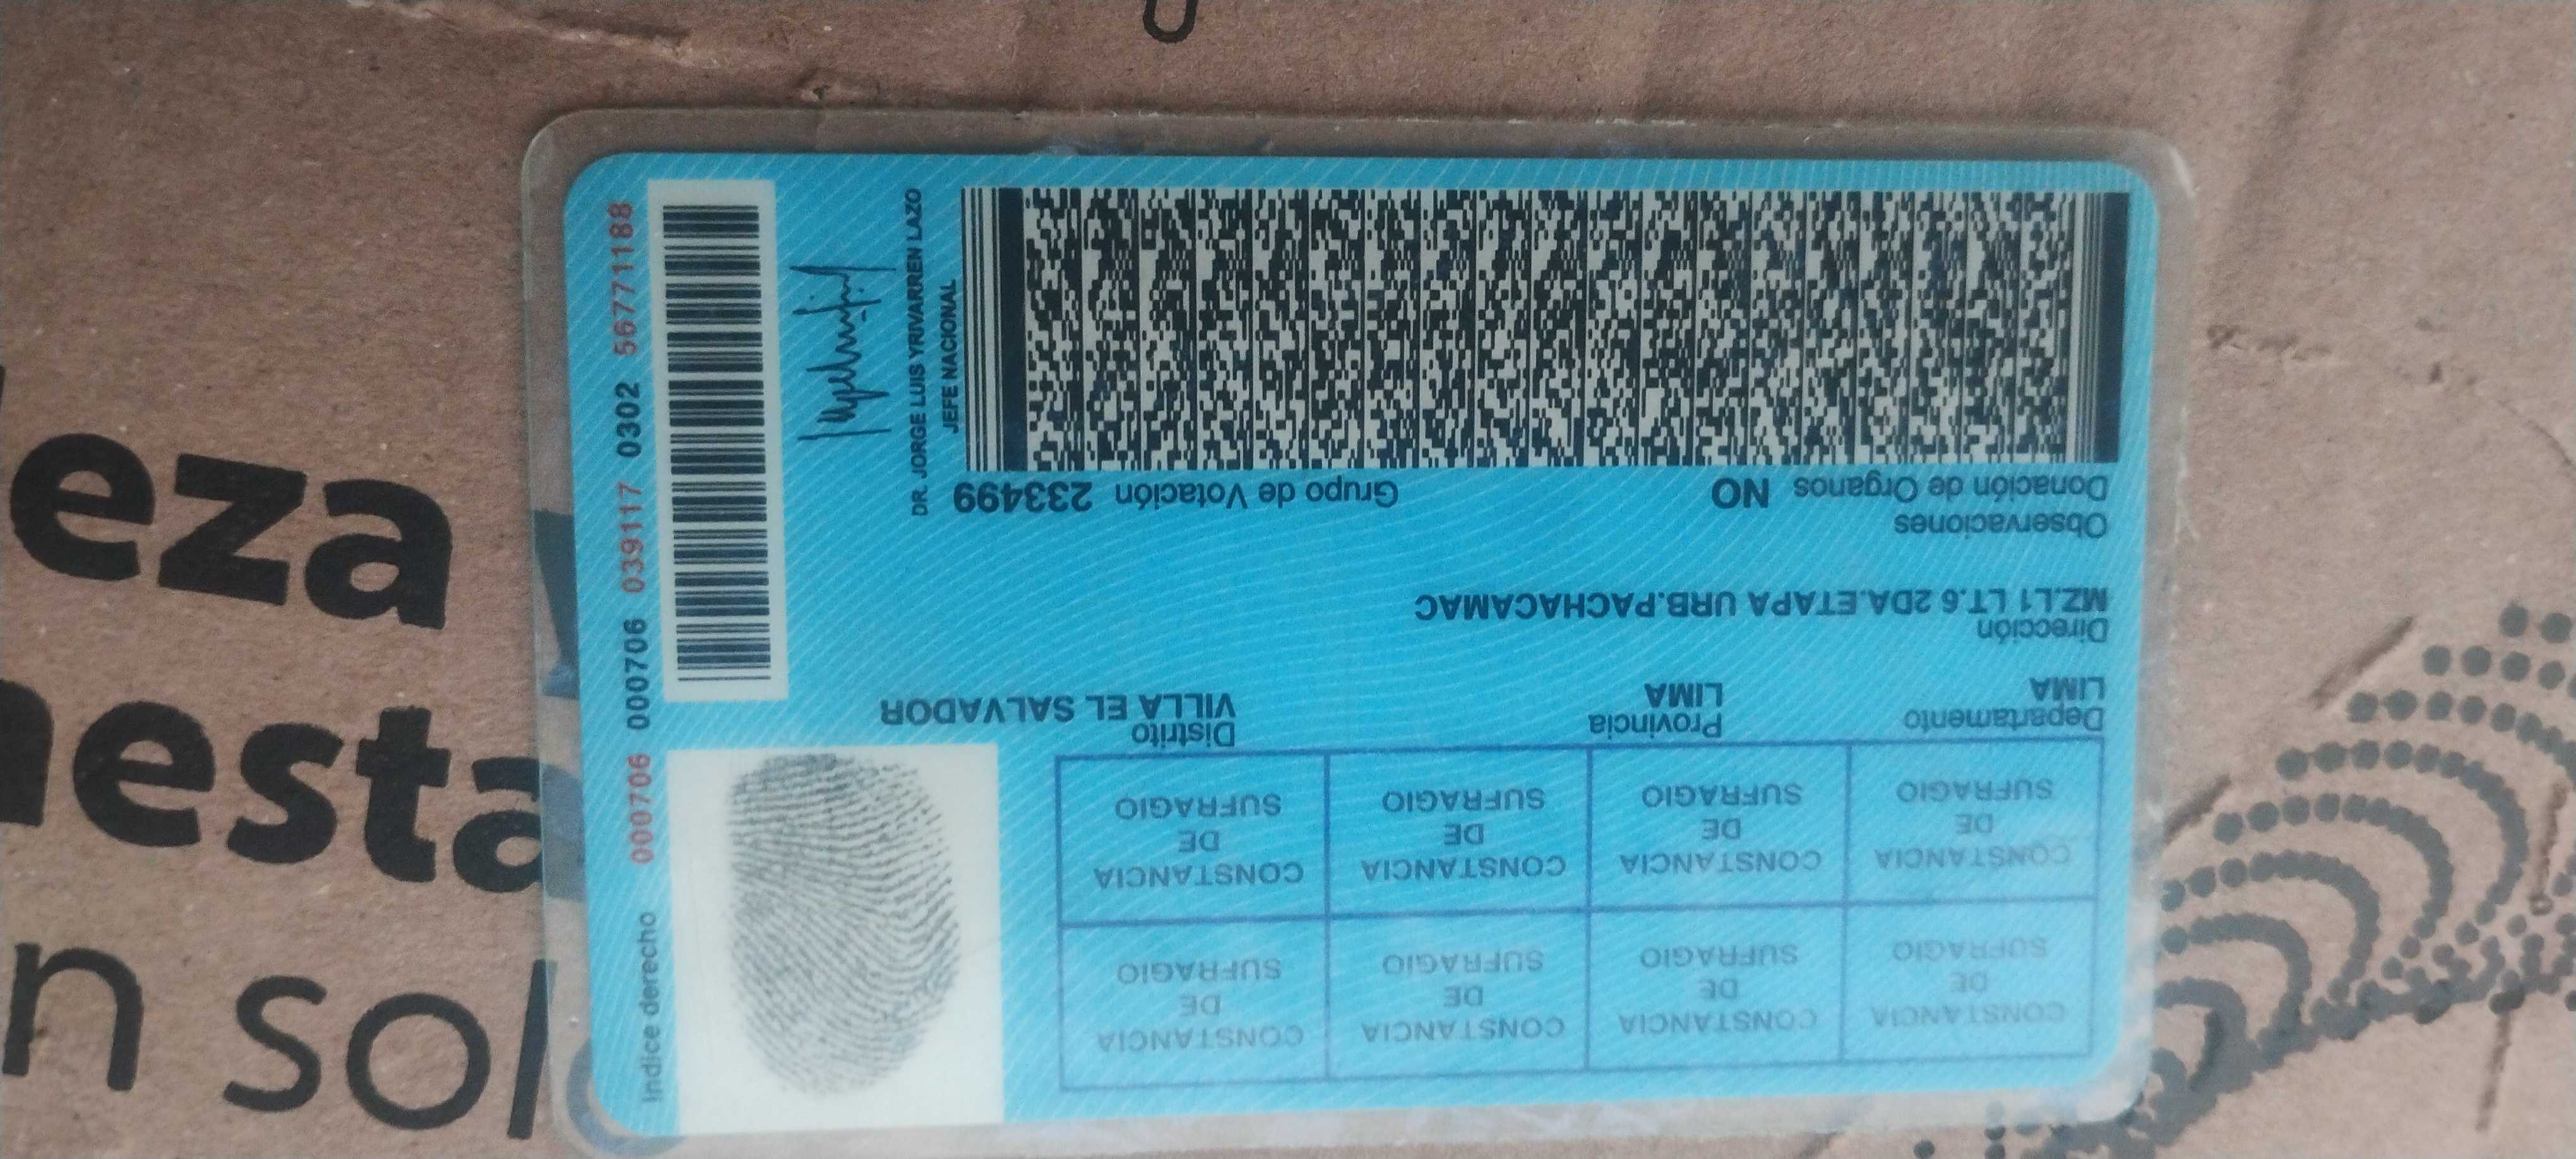 CONSTANCIA DE SUFRAGIO CONSTANCIA DE SUFRAGIO CONSTANCIA DE SUFRAGIO CONSTANCIA DE SUFRAGIO
CONSTANCIA DE SUFRAGIO CONSTANCIA DE SUFRAGIO CONSTANCIA DE SUFRAGIO CONSTANCIA DE SUFRAGIO
Departamento Provincia Distrito
LIMA LIMA VILLA EL SALVADOR
Dirección
MZ.L1 LT.6 2DA.ETAPA URB.PACHACAMAC
Observaciones
Donación de Organos NO Grupo de Votación 233499
Indice derecho 000706 000706 039117 0302 56771188
DR. JORGE LUIS YRIVARREN LAZO
JEFE NACIONAL
eza
esta
n sol